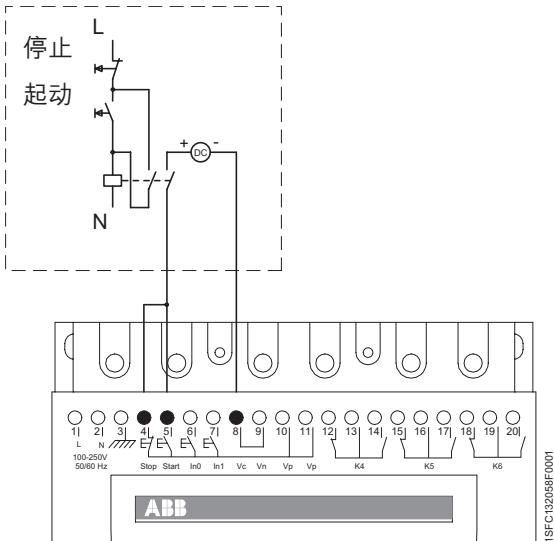 L
停止
起动
+ DC -
N
1 2 3 4 5 6 7 8 9 10 11 12 13 14 15 16 17 18 19 20
L N
100-250V
50/60 Hz
Stop Start In0 In1 Vc Vn Vp Vp K4 K5 K6
ABB
1SFC132058F0001